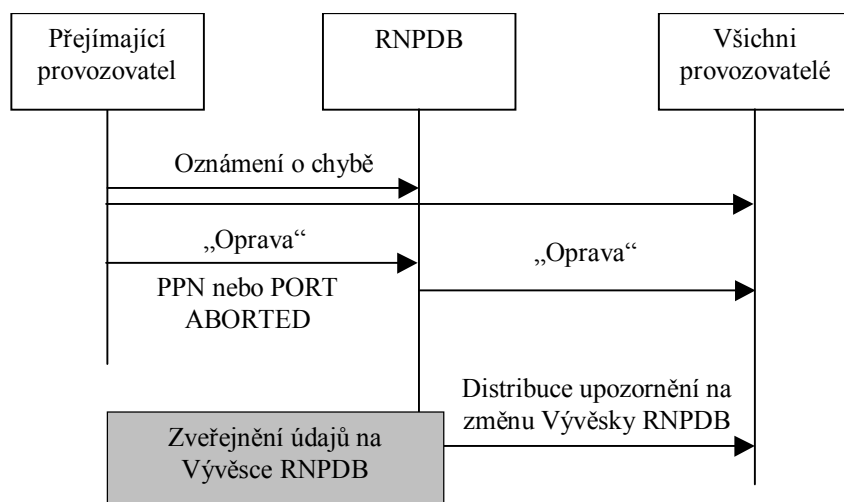 Přejímající
provozovatel
RNPDB
Všichni
provozovatelé
Oznámení o chybě
„Oprava“
„Oprava“
PPN nebo PORT
ABORTED
Distribuce upozornění na
změnu Vývěsky RNPDB
Zveřejnění údajů na
Vývěsce RNPDB